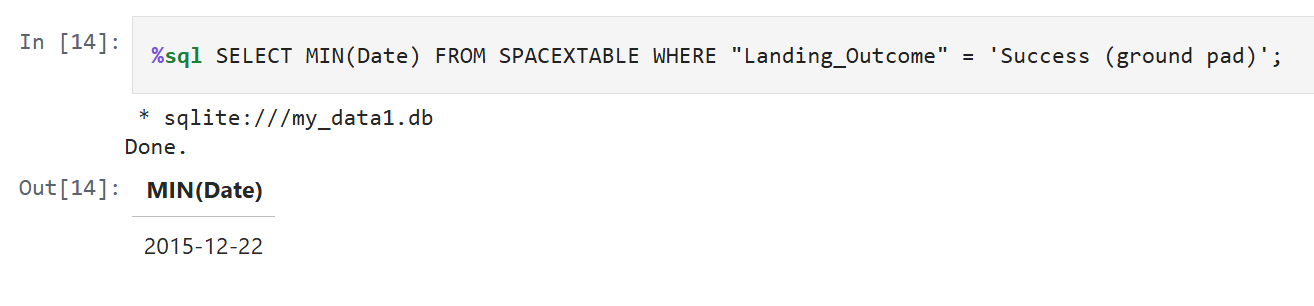 In [14]: %sql SELECT MIN(Date) FROM SPACEXTABLE WHERE "Landing_Outcome" = 'Success (ground pad)';
* sqlite:///my_data1.db
Done.
Out[14]: MIN(Date)
2015-12-22